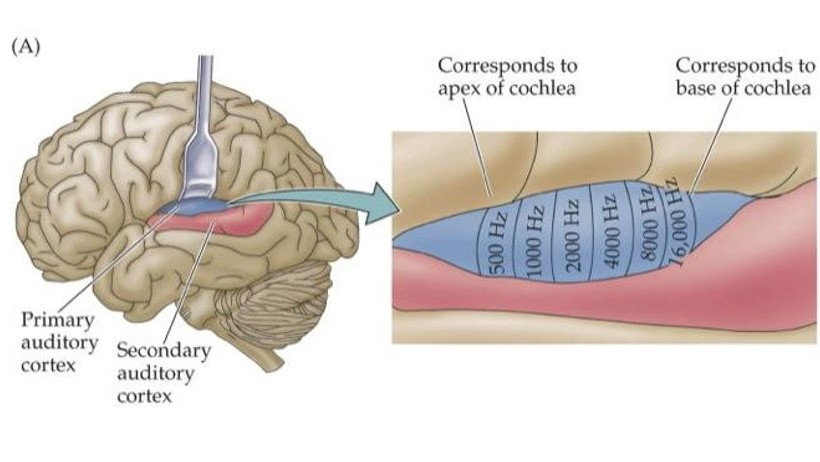 (A)
Corresponds to
apex of cochlea
Corresponds to
base of cochlea
500 Hz
1000 Hz
2000 Hz
4000 Hz
8000 Hz
16,000 Hz
Primary
auditory
cortex
Secondary
auditory
cortex